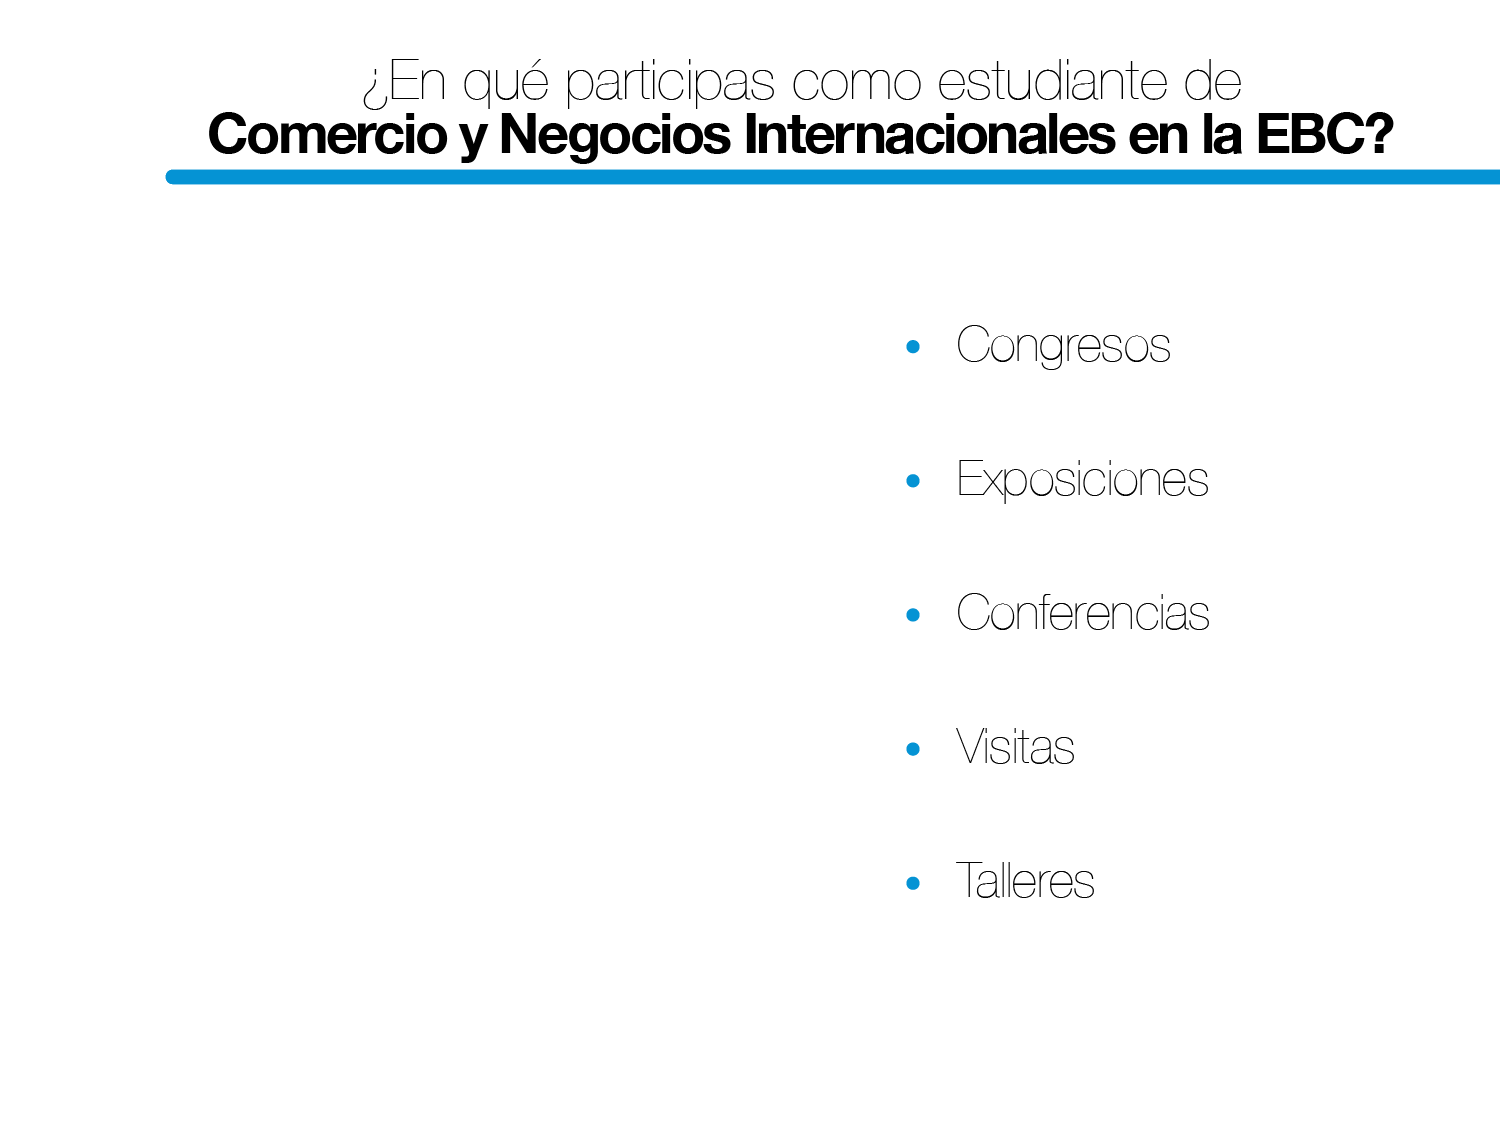 ¿En qué participas como estudiante de
Comercio y Negocios Internacionales en la EBC?
• Congresos
• Exposiciones
• Conferencias
• Visitas
• Talleres